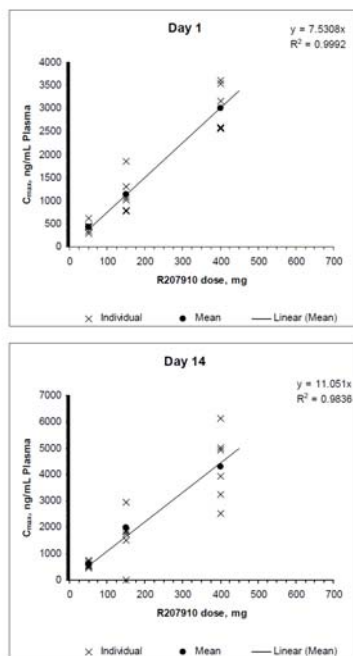 Day 1
y = 7.5308x
R² = 0.9992
4000
3500
3000
2500
2000
1500
1000
500
0
Cmax, ng/mL Plasma
0 100 200 300 400 500 600 700
R207910 dose, mg
Individual Mean Linear (Mean)
Day 14
y = 11.051x
R² = 0.9836
7000
6000
5000
4000
3000
2000
1000
0
Cmax, ng/mL Plasma
0 100 200 300 400 500 600 700
R207910 dose, mg
Individual Mean Linear (Mean)